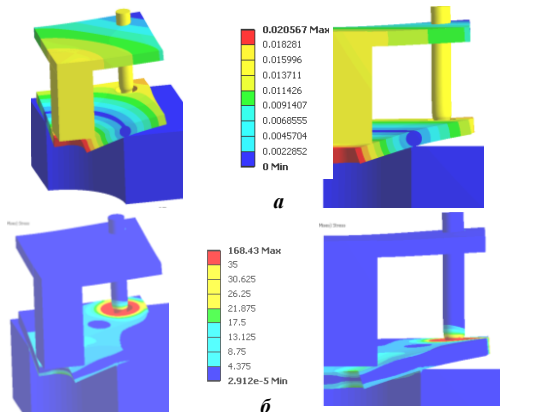 0.020567 Max
0.018281
0.015996
0.013711
0.011426
0.0091407
0.0068555
0.0045704
0.0022852
0 Min
а
168.43 Max
35
30.625
26.25
21.875
17.5
13.125
8.75
4.375
2.912e-5 Min
б